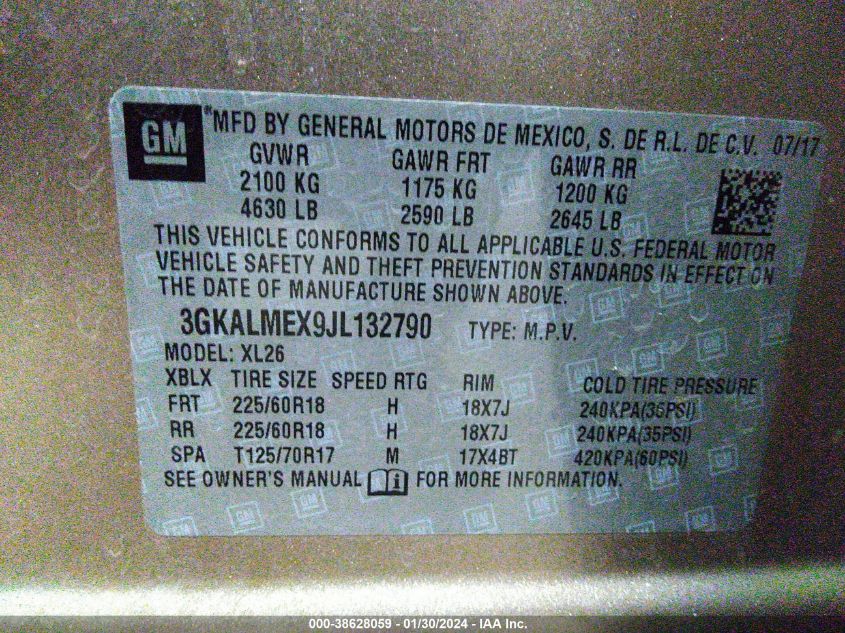 GM *MFD BY GENERAL MOTORS DE MEXICO, S. DE R.L. DE C.V. 07/17
GVWR GAWR FRT GAWR RR
2100 KG 1175 KG 1200 KG
4630 LB 2590 LB 2645 LB
THIS VEHICLE CONFORMS TO ALL APPLICABLE U.S. FEDERAL MOTOR
VEHICLE SAFETY AND THEFT PREVENTION STANDARDS IN EFFECT ON
THE DATE OF MANUFACTURE SHOWN ABOVE.
3GKALMEX9JL132790 TYPE: M.P.V.
MODEL: XL26
XBLX TIRE SIZE SPEED RTG RIM COLD TIRE PRESSURE
FRT 225/60R18 H 18X7J 240KPA(35PSI)
RR 225/60R18 H 18X7J 240KPA(35PSI)
SPA T125/70R17 M 17X4BT 420KPA(60PSI)
SEE OWNER'S MANUAL i FOR MORE INFORMATION.
000-38628059 - 01/30/2024 - IAA Inc.